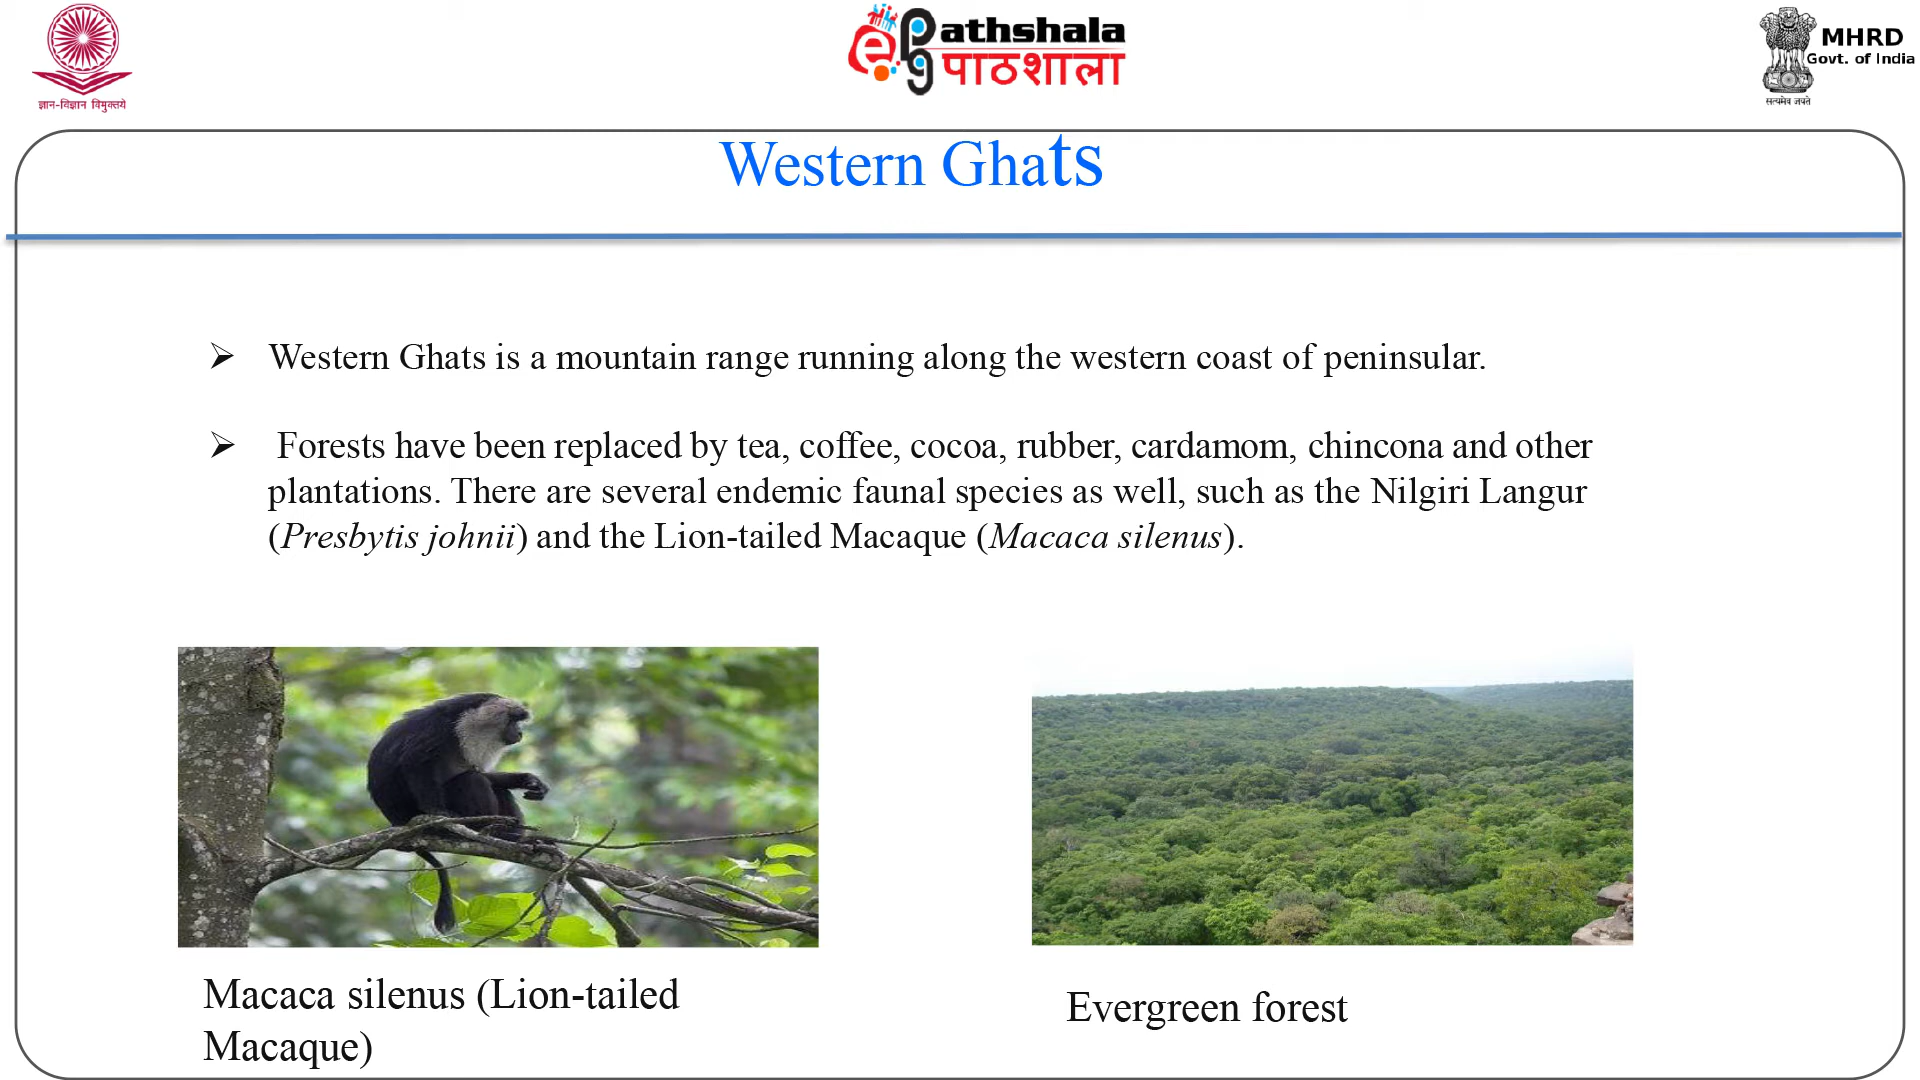 ज्ञान-विज्ञान विमुक्तये
e Pg Pathshala
पाठशाला
MHRD
Govt. of India
सत्यमेव जयते
Western Ghats
Western Ghats is a mountain range running along the western coast of peninsular.
Forests have been replaced by tea, coffee, cocoa, rubber, cardamom, chincona and other
plantations. There are several endemic faunal species as well, such as the Nilgiri Langur
(Presbytis johnii) and the Lion-tailed Macaque (Macaca silenus).
Macaca silenus (Lion-tailed
Macaque)
Evergreen forest